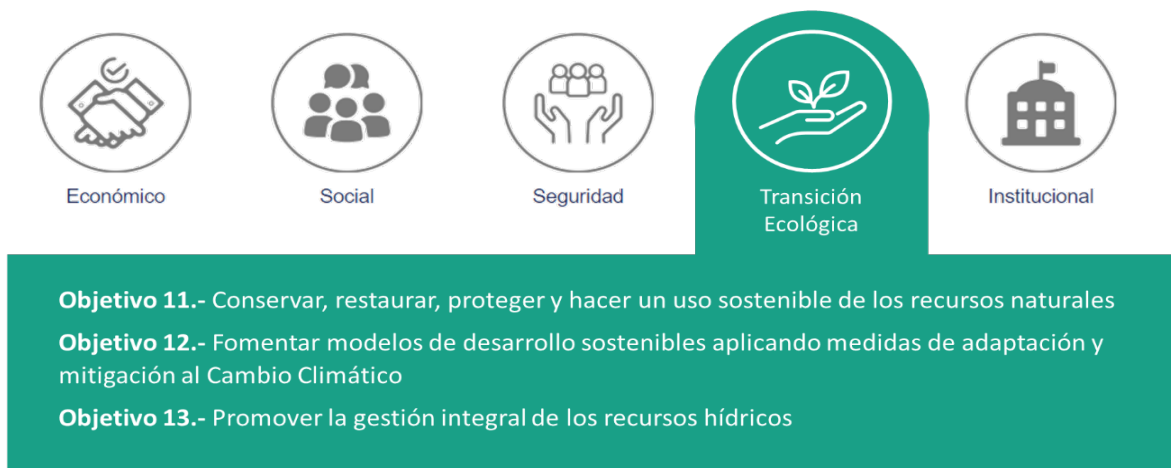 Económico
Social
Seguridad
Transición
Ecológica
Institucional
Objetivo 11.- Conservar, restaurar, proteger y hacer un uso sostenible de los recursos naturales
Objetivo 12.- Fomentar modelos de desarrollo sostenibles aplicando medidas de adaptación y
mitigación al Cambio Climático
Objetivo 13.- Promover la gestión integral de los recursos hídricos